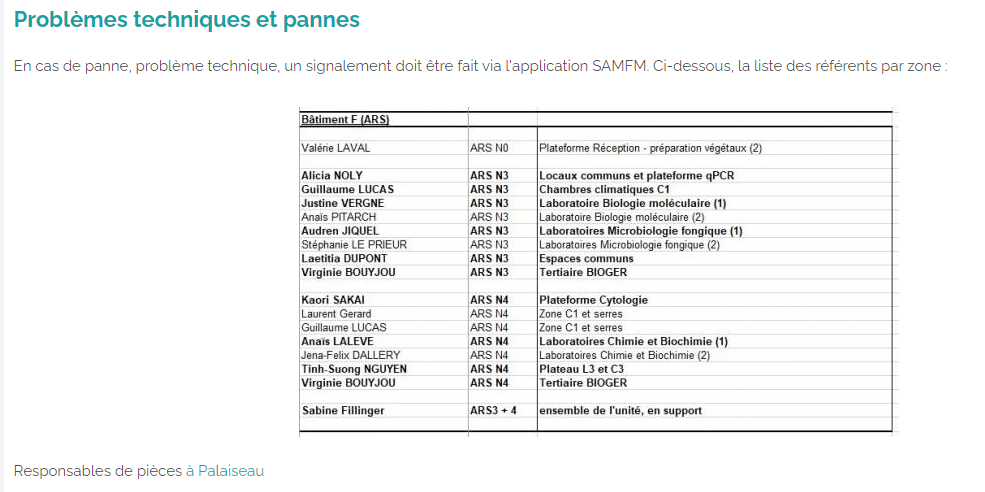 Problèmes techniques et pannes
En cas de panne, problème technique, un signalement doit être fait via l'application SAMFM. Ci-dessous, la liste des référents par zone :
Bâtiment F (ARS)
Valérie LAVAL ARS N0 Plateforme Réception - préparation végétaux (2)
Alicia NOLY ARS N3 Locaux communs et plateforme qPCR
Guillaume LUCAS ARS N3 Chambres climatiques C1
Justine VERGNE ARS N3 Laboratoire Biologie moléculaire (1)
Anaïs PITARCH ARS N3 Laboratoire Biologie moléculaire (2)
Audren JIQUEL ARS N3 Laboratoires Microbiologie fongique (1)
Stéphanie LE PRIEUR ARS N3 Laboratoires Microbiologie fongique (2)
Laetitia DUPONT ARS N3 Espaces communs
Virginie BOUYJOU ARS N3 Tertiaire BIOGER
Kaori SAKAI ARS N4 Plateforme Cytologie
Laurent Gerard ARS N4 Zone C1 et serres
Guillaume LUCAS ARS N4 Zone C1 et serres
Anaïs LALEVE ARS N4 Laboratoires Chimie et Biochimie (1)
Jena-Felix DALLERY ARS N4 Laboratoires Chimie et Biochimie (2)
Tinh-Suong NGUYEN ARS N4 Plateau L3 et C3
Virginie BOUYJOU ARS N4 Tertiaire BIOGER
Sabine Fillinger ARS3 + 4 ensemble de l'unité, en support
Responsables de pièces à Palaiseau